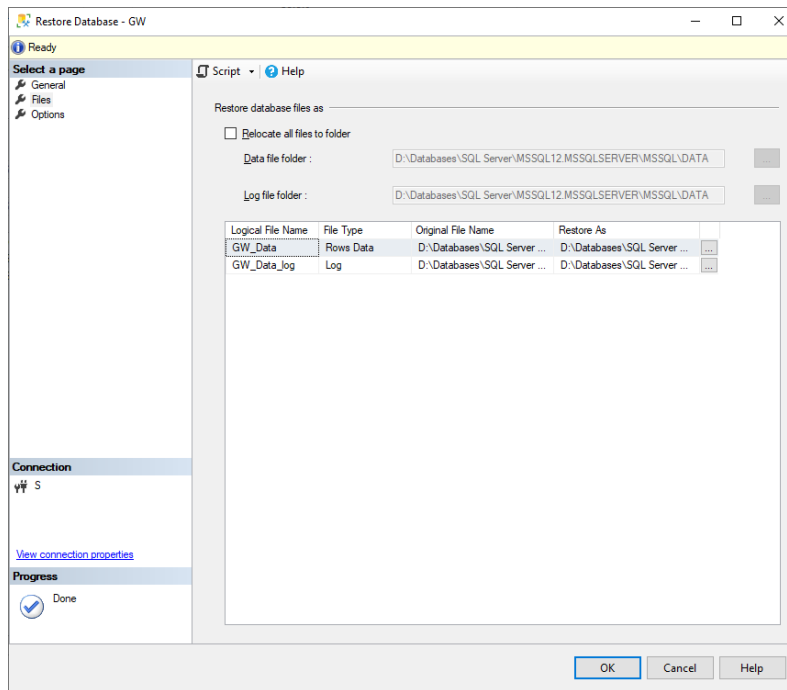 Restore Database - GW
Ready
Select a page
General
Files
Options
Script
Help
Restore database files as
Relocate all files to folder
Data file folder :
D:\Databases\SQL Server\MSSQL12.MSSQLSERVER\MSSQL\DATA
...
Log file folder :
D:\Databases\SQL Server\MSSQL12.MSSQLSERVER\MSSQL\DATA
...
Logical File Name File Type Original File Name Restore As
GW_Data Rows Data D:\Databases\SQL Server ... D:\Databases\SQL Server ... ...
GW_Data_log Log D:\Databases\SQL Server ... D:\Databases\SQL Server ... ...
Connection
S
View connection properties
Progress
Done
OK Cancel Help